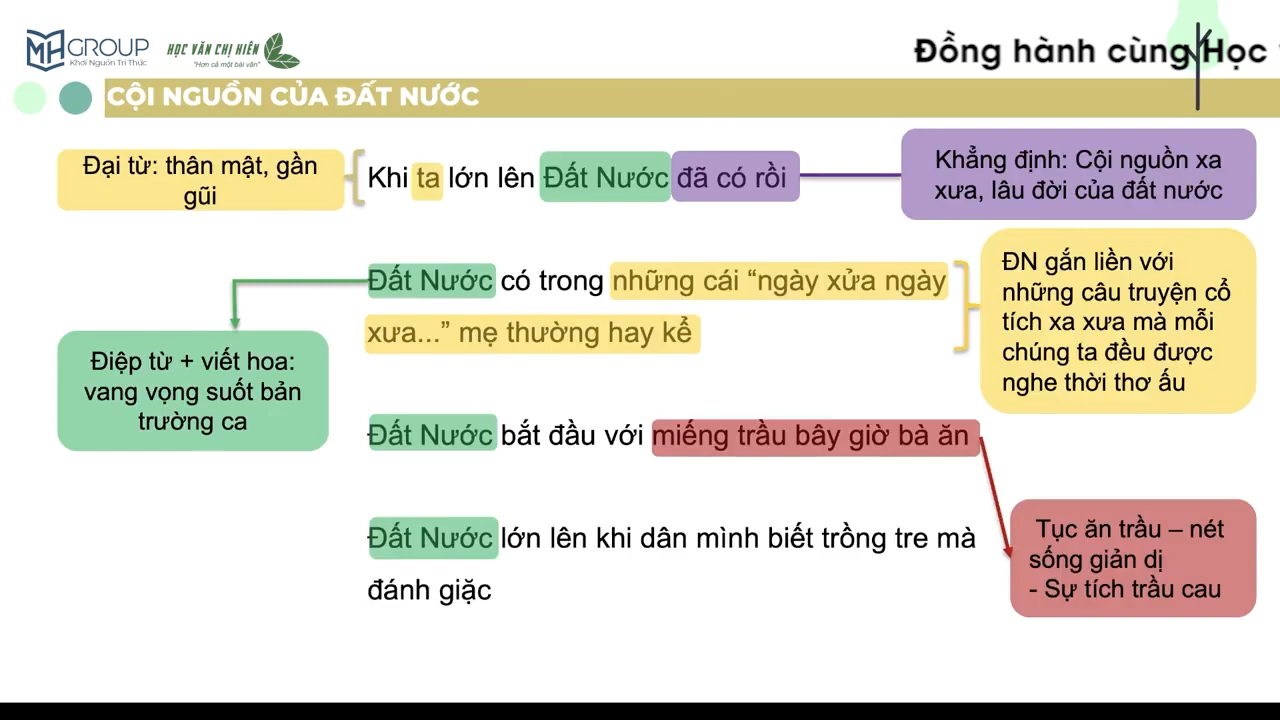 MH GROUP
Khơi Nguồn Tri Thức
HỌC VĂN CHỊ HIÊN
"Hơn cả một bài văn"
Đồng hành cùng Học
CỘI NGUỒN CỦA ĐẤT NƯỚC
Đại từ: thân mật, gần
gũi
Khi ta lớn lên Đất Nước đã có rồi
Khẳng định: Cội nguồn xa
xưa, lâu đời của đất nước
Đất Nước có trong những cái “ngày xửa ngày
xưa...” mẹ thường hay kể
ĐN gắn liền với
những câu truyện cổ
tích xa xưa mà mỗi
chúng ta đều được
nghe thời thơ ấu
Điệp từ + viết hoa:
vang vọng suốt bản
trường ca
Đất Nước bắt đầu với miếng trầu bây giờ bà ăn
Đất Nước lớn lên khi dân mình biết trồng tre mà
đánh giặc
Tục ăn trầu – nét
sống giản dị
- Sự tích trầu cau